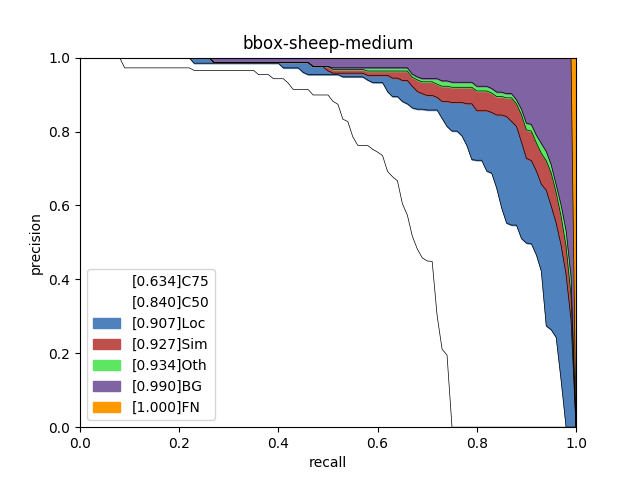 bbox-sheep-medium
1.0
0.8
0.6
0.4
0.2
0.0
precision
[0.634]C75
[0.840]C50
[0.907]Loc
[0.927]Sim
[0.934]Oth
[0.990]BG
[1.000]FN
0.0 0.2 0.4 0.6 0.8 1.0
recall